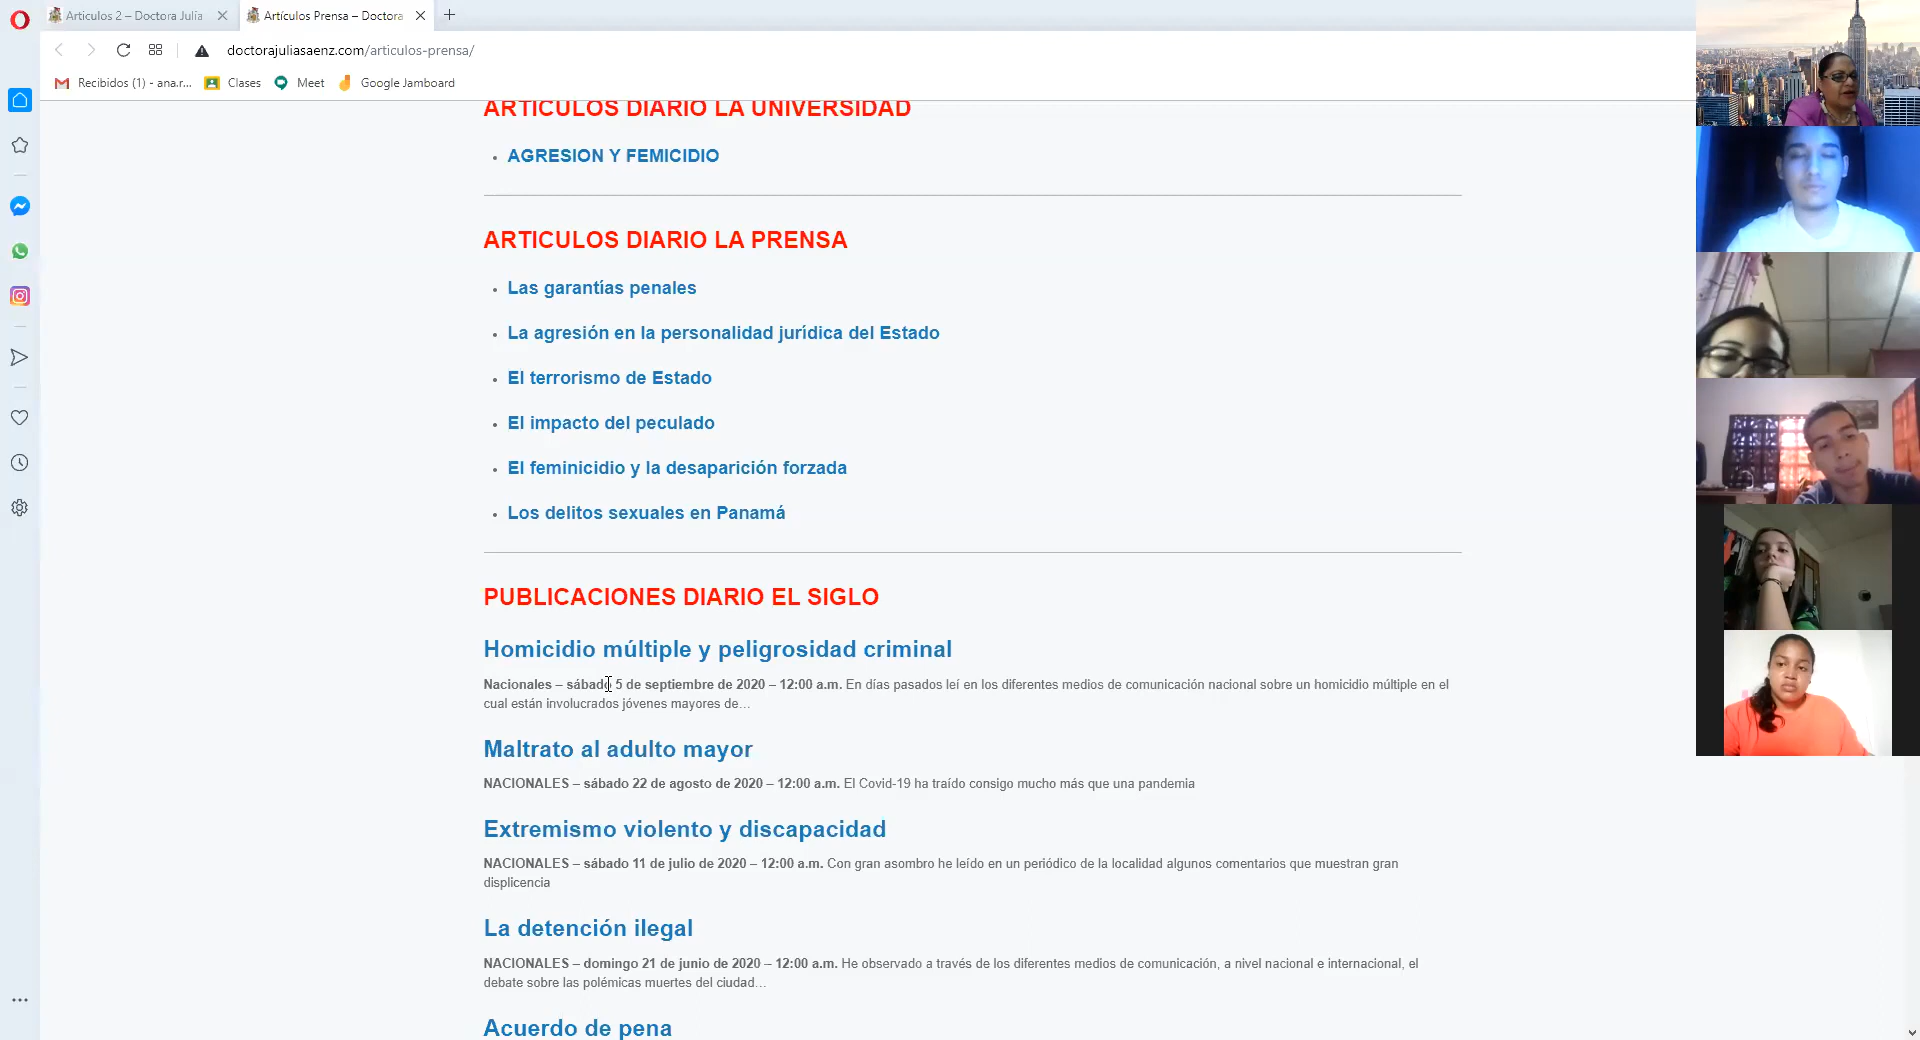 Articulos 2 – Doctora Julia
Artículos Prensa – Doctora
doctorajuliasaenz.com/articulos-prensa/
Recibidos (1) - ana.r...
Clases
Meet
Google Jamboard
ARTICULOS DIARIO LA UNIVERSIDAD
AGRESION Y FEMICIDIO
ARTICULOS DIARIO LA PRENSA
Las garantías penales
La agresión en la personalidad jurídica del Estado
El terrorismo de Estado
El impacto del peculado
El feminicidio y la desaparición forzada
Los delitos sexuales en Panamá
PUBLICACIONES DIARIO EL SIGLO
Homicidio múltiple y peligrosidad criminal
Nacionales – sábado 5 de septiembre de 2020 – 12:00 a.m. En días pasados leí en los diferentes medios de comunicación nacional sobre un homicidio múltiple en el
cual están involucrados jóvenes mayores de…
Maltrato al adulto mayor
NACIONALES – sábado 22 de agosto de 2020 – 12:00 a.m. El Covid-19 ha traído consigo mucho más que una pandemia
Extremismo violento y discapacidad
NACIONALES – sábado 11 de julio de 2020 – 12:00 a.m. Con gran asombro he leído en un periódico de la localidad algunos comentarios que muestran gran
displicencia
La detención ilegal
NACIONALES – domingo 21 de junio de 2020 – 12:00 a.m. He observado a través de los diferentes medios de comunicación, a nivel nacional e internacional, el
debate sobre las polémicas muertes del ciudad…
Acuerdo de pena